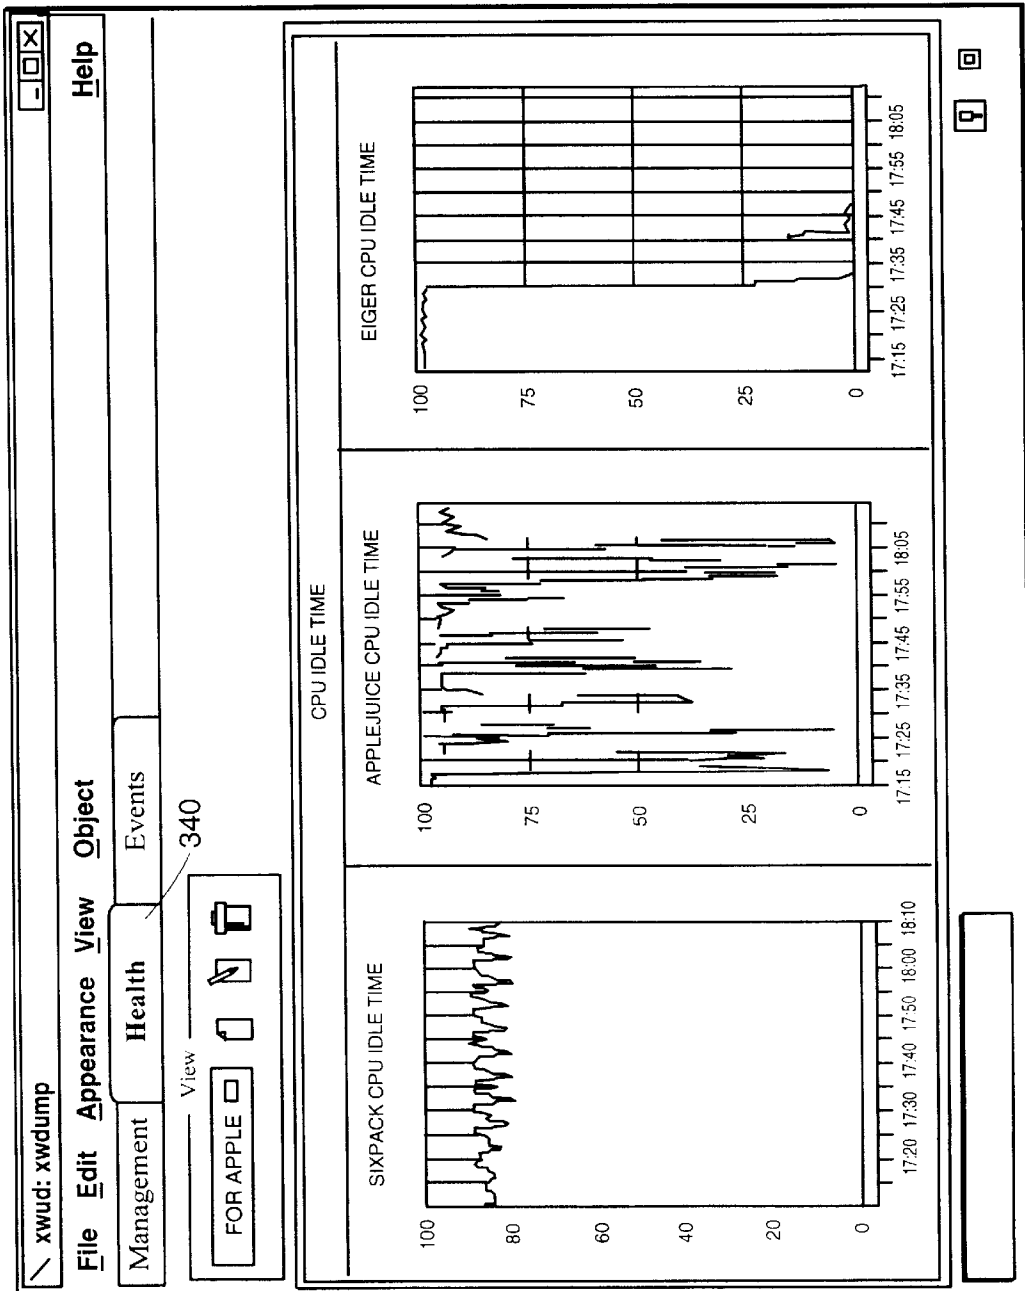 xwud: xwdump
File Edit Appearance View Object Help
Management Health Events
340
View
FOR APPLE
CPU IDLE TIME
SIXPACK CPU IDLE TIME
100
80
60
40
20
0
17:20 17:30 17:40 17:50 18:00 18:10
APPLEJUICE CPU IDLE TIME
100
75
50
25
0
17:15 17:25 17:35 17:45 17:55 18:05
EIGER CPU IDLE TIME
100
75
50
25
0
17:15 17:25 17:35 17:45 17:55 18:05